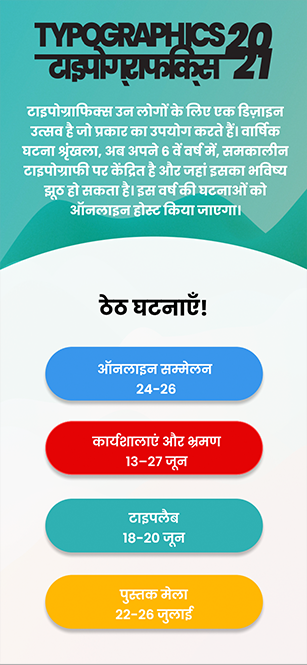 TYPOGRAPHICS 2021
टाइपोग्राफिक्स
टाइपोग्राफिक्स उन लोगों के लिए एक डिज़ाइन
उत्सव है जो प्रकार का उपयोग करते हैं। वार्षिक
घटना श्रृंखला, अब अपने 6 वें वर्ष में, समकालीन
टाइपोग्राफी पर केंद्रित है और जहां इसका भविष्य
झूठ हो सकता है। इस वर्ष की घटनाओं को
ऑनलाइन होस्ट किया जाएगा।
ठेठ घटनाएँ!
ऑनलाइन सम्मेलन
24-26
कार्यशालाएं और भ्रमण
13–27 जून
टाइपलैब
18-20 जून
पुस्तक मेला
22-26 जुलाई